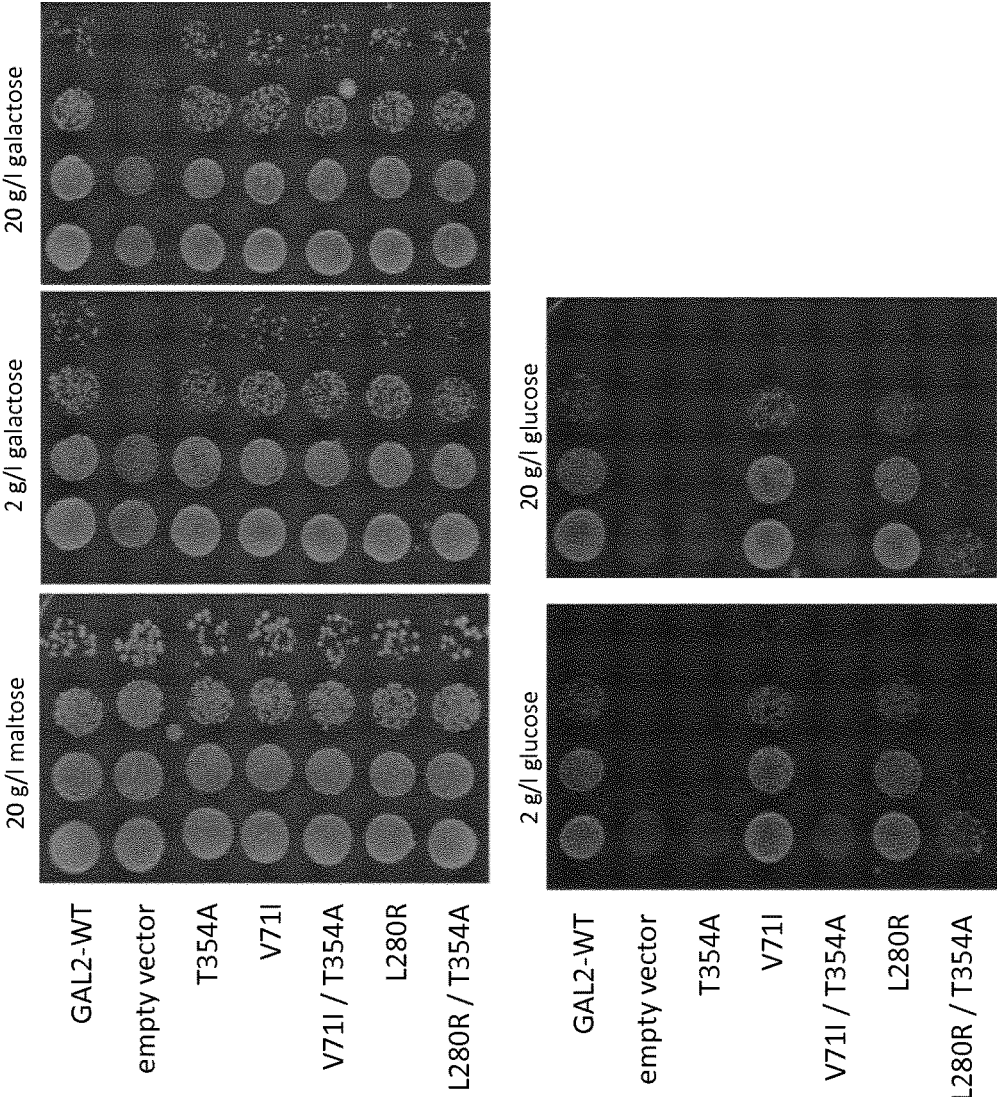 20 g/l maltose
2 g/l galactose
20 g/l galactose
GAL2-WT
empty vector
T354A
V71I
V71I / T354A
L280R
L280R / T354A
2 g/l glucose
20 g/l glucose
GAL2-WT
empty vector
T354A
V71I
V71I / T354A
L280R
L280R / T354A